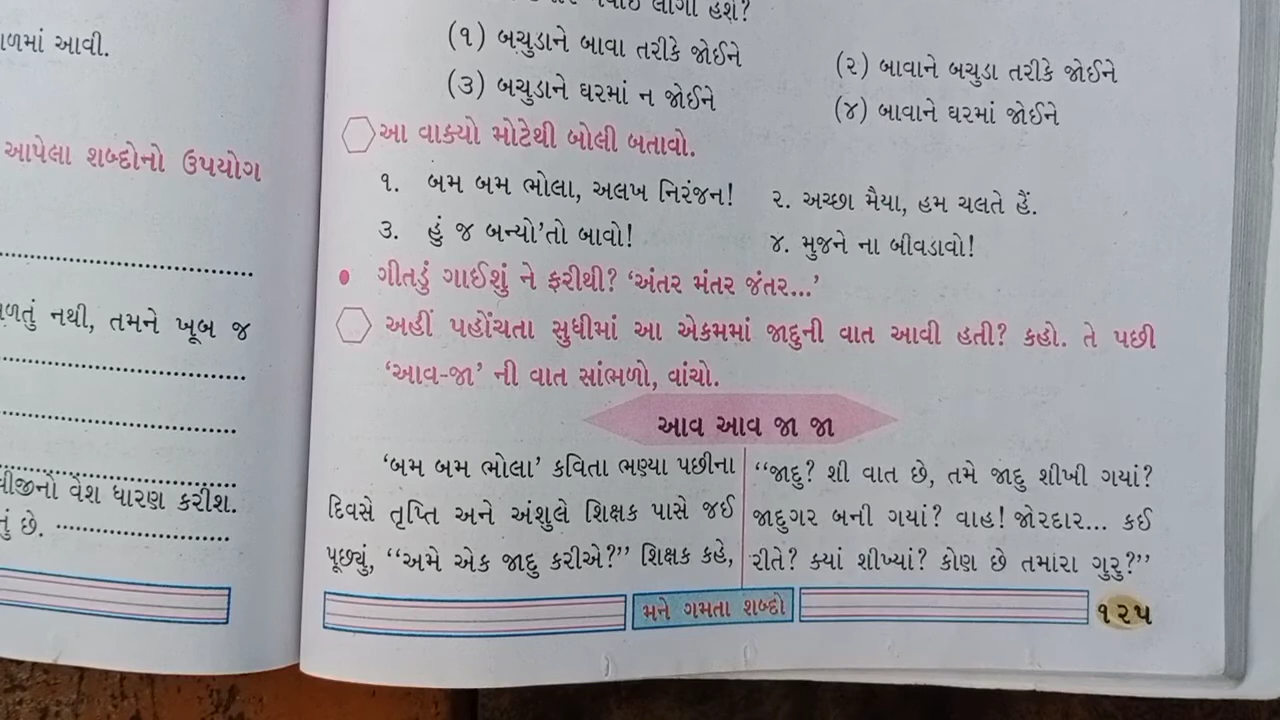 ળમાં આવી.
આપેલા શબ્દોનો ઉપયોગ
ળતું નથી, તમને ખૂબ જ
વેશ ધારણ કરીશ.
છે.
લાગી હશે?
(૧) બચુડાને બાવા તરીકે જોઈને
(૨) બાવાને બચુડા તરીકે જોઈને
(૩) બચુડાને ઘરમાં ન જોઈને
(૪) બાવાને ઘરમાં જોઈને
આ વાક્યો મોટેથી બોલી બતાવો.
૧. બમ બમ ભોલા, અલખ નિરંજન!
૨. અચ્છા મૈયા, હમ ચલતે હૈં.
૩. હું જ બન્યો'તો બાવો!
૪. મુજને ના બીવડાવો!
• ગીતડું ગાઈશું ને ફરીથી? ‘અંતર મંતર જંતર...’
અહીં પહોંચતા સુધીમાં આ એકમમાં જાદુની વાત આવી હતી? કહો. તે પછી
‘આવ-જા’ ની વાત સાંભળો, વાંચો.
આવ આવ જા જા
‘બમ બમ ભોલા’ કવિતા ભણ્યા પછીના
દિવસે તૃપ્તિ અને અંશુલે શિક્ષક પાસે જઈ
પૂછ્યું, “અમે એક જાદુ કરીએ?” શિક્ષક કહે,
“જાદુ? શી વાત છે, તમે જાદુ શીખી ગયાં?
જાદુગર બની ગયાં? વાહ! જોરદાર... કઈ
રીતે? ક્યાં શીખ્યાં? કોણ છે તમારા ગુરુ?”
મને ગમતા શબ્દો
૧૨૫